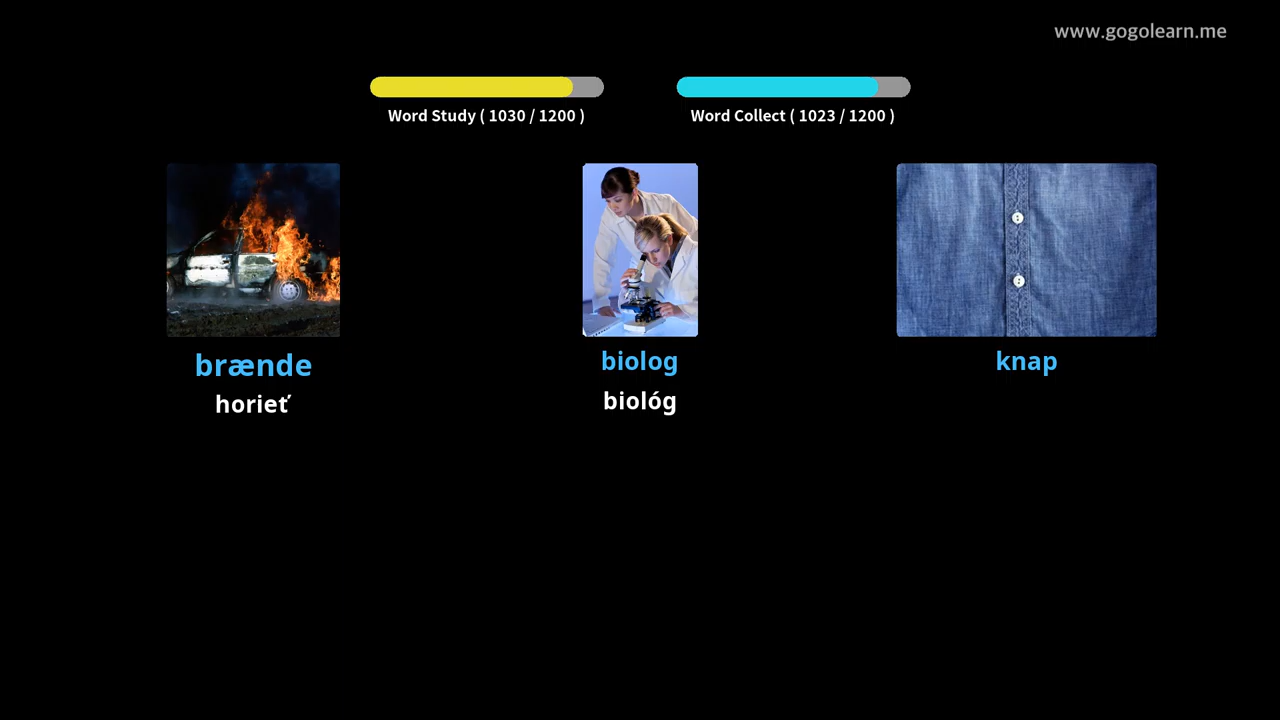 www.gogolearn.me
Word Study ( 1030 / 1200 )
Word Collect ( 1023 / 1200 )
brænde
horieť
biolog
biológ
knap